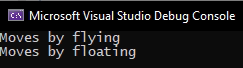 Microsoft Visual Studio Debug Console
Moves by flying
Moves by floating